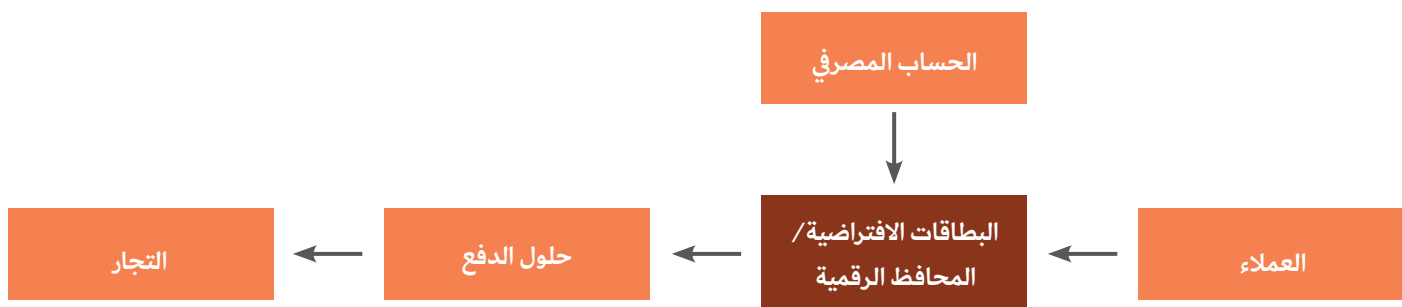 الحساب المصرفي
العملاء
البطاقات الافتراضية/
المحافظ الرقمية
حلول الدفع
التجار